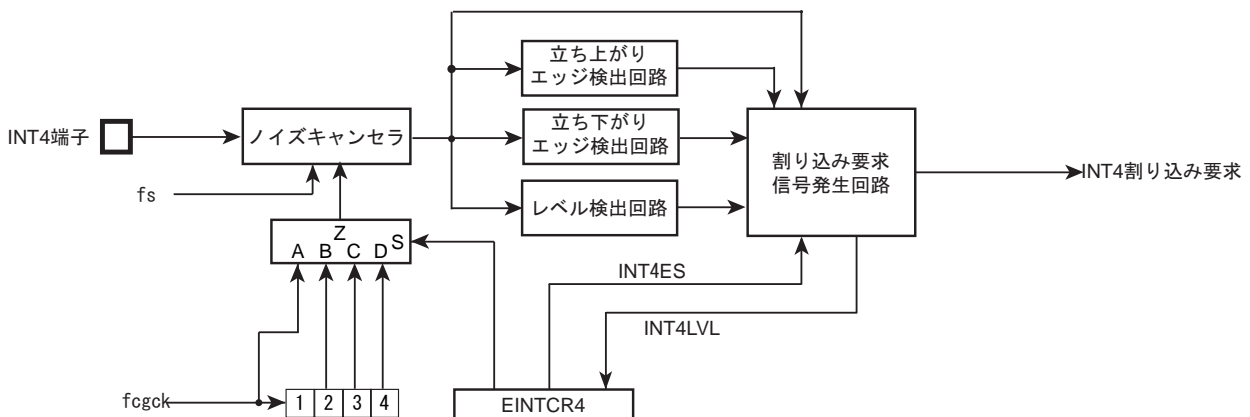 立ち上がり
エッジ検出回路
INT4端子
ノイズキャンセラ
立ち下がり
エッジ検出回路
割り込み要求
信号発生回路
INT4割り込み要求
fs
レベル検出回路
Z
S
A B C D
INT4ES
INT4LVL
fcgck
1 2 3 4
EINTCR4